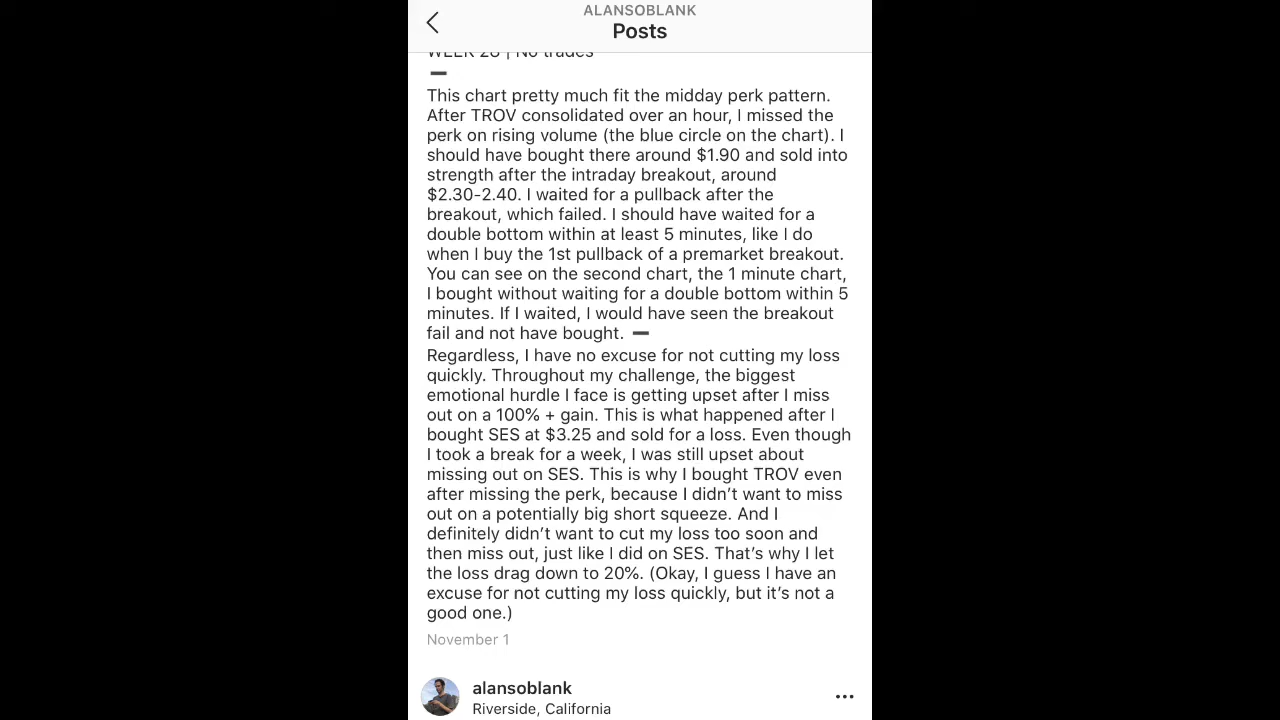 ALANSOBLANK
Posts
WEEK 28 | No trades
This chart pretty much fit the midday perk pattern.
After TROV consolidated over an hour, I missed the
perk on rising volume (the blue circle on the chart). I
should have bought there around $1.90 and sold into
strength after the intraday breakout, around
$2.30-2.40. I waited for a pullback after the
breakout, which failed. I should have waited for a
double bottom within at least 5 minutes, like I do
when I buy the 1st pullback of a premarket breakout.
You can see on the second chart, the 1 minute chart,
I bought without waiting for a double bottom within 5
minutes. If I waited, I would have seen the breakout
fail and not have bought. ➖
Regardless, I have no excuse for not cutting my loss
quickly. Throughout my challenge, the biggest
emotional hurdle I face is getting upset after I miss
out on a 100% + gain. This is what happened after I
bought SES at $3.25 and sold for a loss. Even though
I took a break for a week, I was still upset about
missing out on SES. This is why I bought TROV even
after missing the perk, because I didn’t want to miss
out on a potentially big short squeeze. And I
definitely didn’t want to cut my loss too soon and
then miss out, just like I did on SES. That’s why I let
the loss drag down to 20%. (Okay, I guess I have an
excuse for not cutting my loss quickly, but it’s not a
good one.)
November 1
alansoblank
Riverside, California